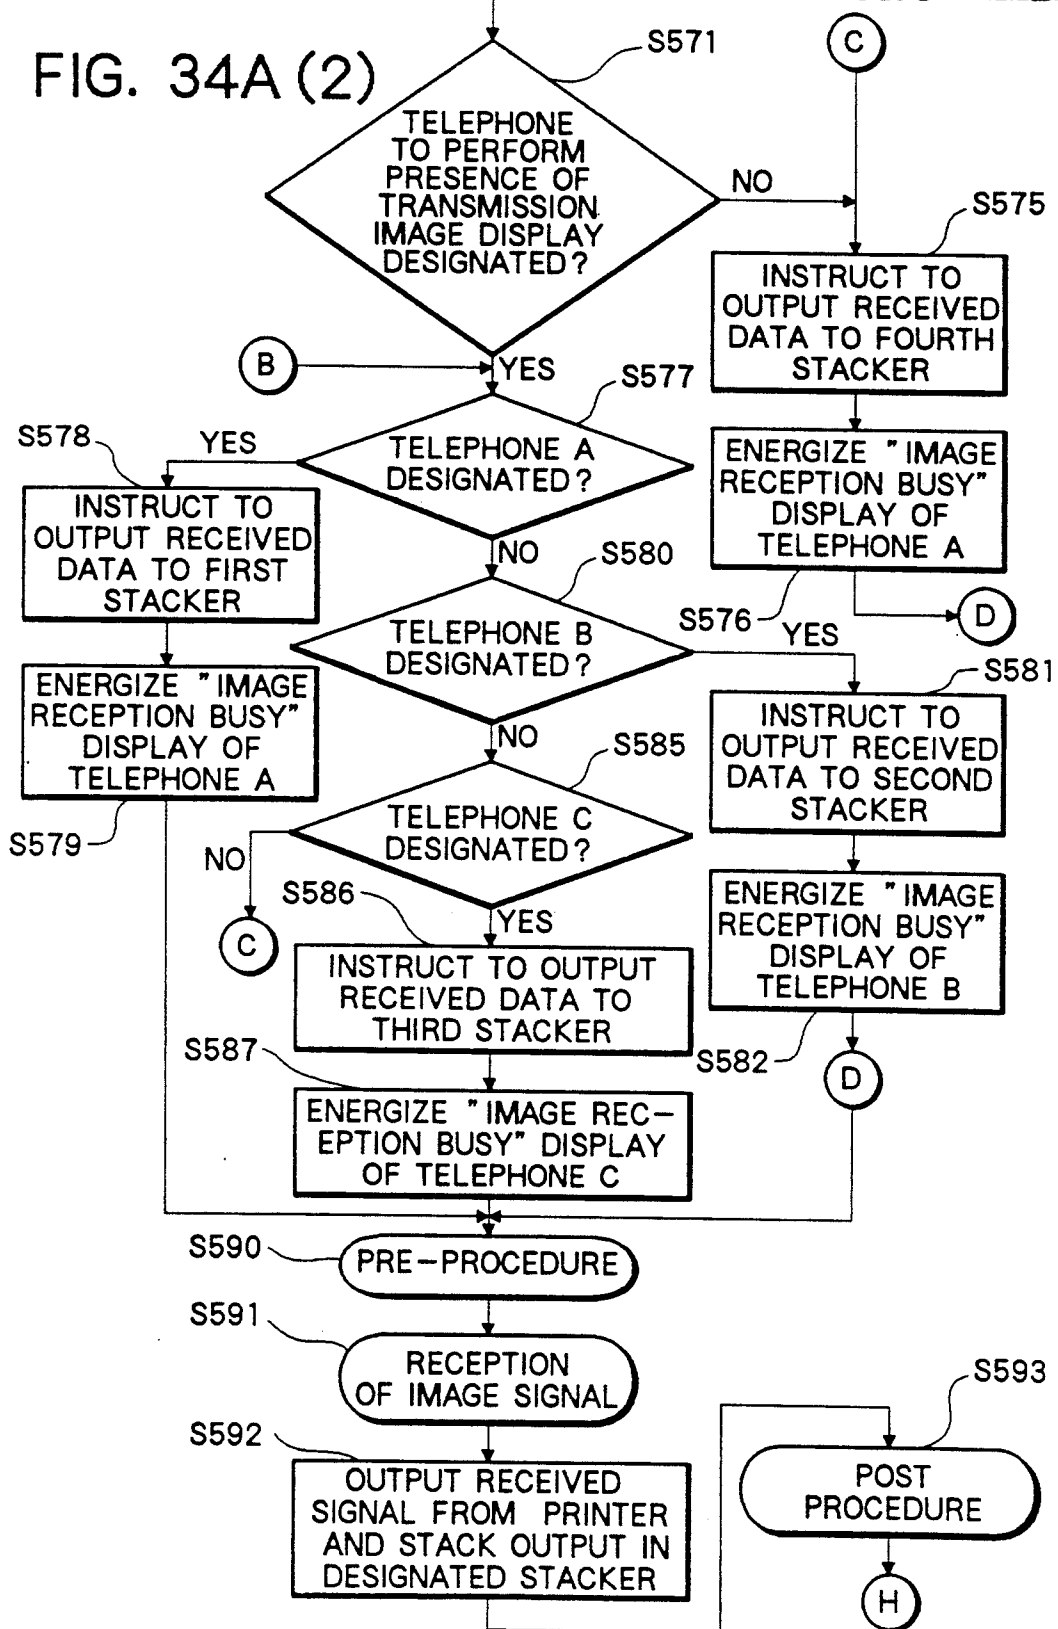 FIG. 34A (2)
S571
C
TELEPHONE
TO PERFORM
PRESENCE OF
TRANSMISSION
IMAGE DISPLAY
DESIGNATED?
NO
S575
INSTRUCT TO
OUTPUT RECEIVED
DATA TO FOURTH
STACKER
B
YES
S577
S578
YES
TELEPHONE A
DESIGNATED?
ENERGIZE "IMAGE
RECEPTION BUSY"
DISPLAY OF
TELEPHONE A
INSTRUCT TO
OUTPUT RECEIVED
DATA TO FIRST
STACKER
NO
S580
S576
D
TELEPHONE B
DESIGNATED?
YES
S581
ENERGIZE "IMAGE
RECEPTION BUSY"
DISPLAY OF
TELEPHONE A
INSTRUCT TO
OUTPUT RECEIVED
DATA TO SECOND
STACKER
NO
S585
S579
TELEPHONE C
DESIGNATED?
NO
S586
YES
C
ENERGIZE "IMAGE
RECEPTION BUSY"
DISPLAY OF
TELEPHONE B
INSTRUCT TO OUTPUT
RECEIVED DATA TO
THIRD STACKER
S587
S582
D
ENERGIZE "IMAGE REC-
EPTION BUSY" DISPLAY
OF TELEPHONE C
S590
PRE-PROCEDURE
S591
RECEPTION
OF IMAGE SIGNAL
S593
S592
OUTPUT RECEIVED
SIGNAL FROM PRINTER
AND STACK OUTPUT IN
DESIGNATED STACKER
POST
PROCEDURE
H